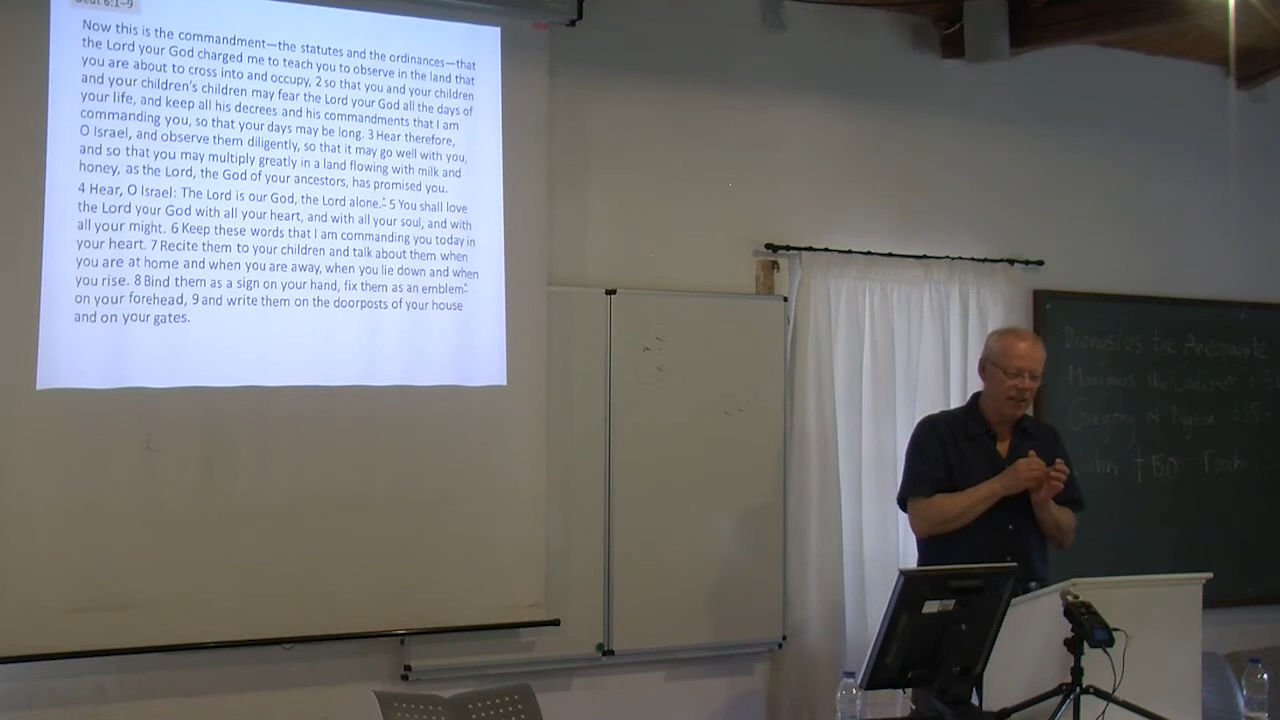 Deut 6:1–9
Now this is the commandment—the statutes and the ordinances—that
the Lord your God charged me to teach you to observe in the land that
you are about to cross into and occupy, 2 so that you and your children
and your children's children may fear the Lord your God all the days of
your life, and keep all his decrees and his commandments that I am
commanding you, so that your days may be long. 3 Hear therefore,
O Israel, and observe them diligently, so that it may go well with you,
and so that you may multiply greatly in a land flowing with milk and
honey, as the Lord, the God of your ancestors, has promised you.
4 Hear, O Israel: The Lord is our God, the Lord alone. 5 You shall love
the Lord your God with all your heart, and with all your soul, and with
all your might. 6 Keep these words that I am commanding you today in
your heart. 7 Recite them to your children and talk about them when
you are at home and when you are away, when you lie down and when
you rise. 8 Bind them as a sign on your hand, fix them as an emblem
on your forehead, 9 and write them on the doorposts of your house
and on your gates.
Dionysius the Areopagite
Maximos the
Gregory of Nyssa 335-
†150